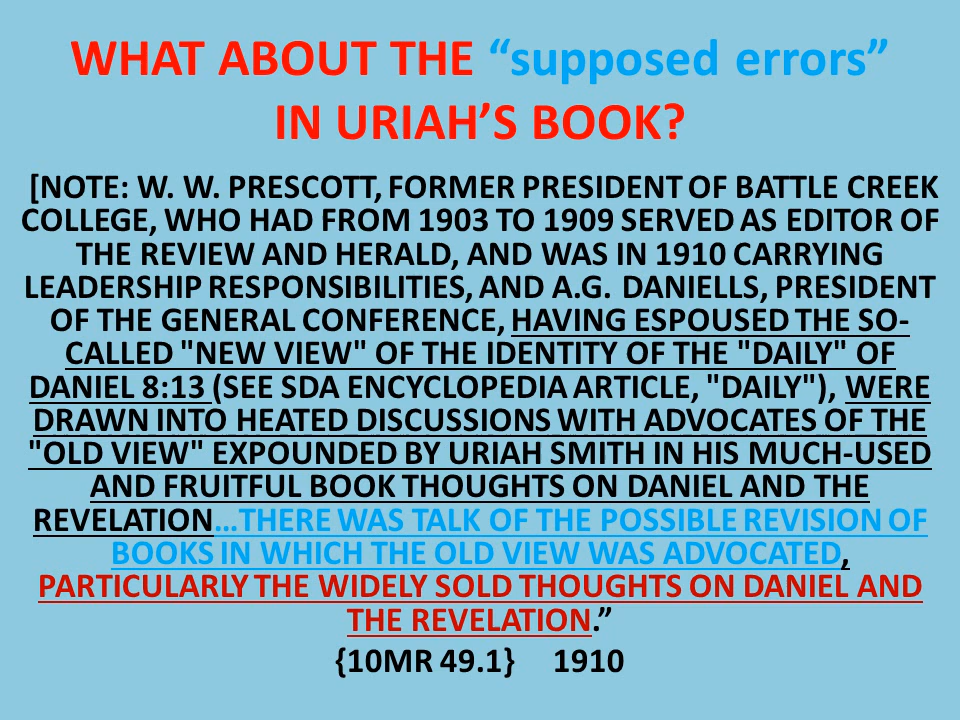 WHAT ABOUT THE “supposed errors”
IN URIAH’S BOOK?
[NOTE: W. W. PRESCOTT, FORMER PRESIDENT OF BATTLE CREEK
COLLEGE, WHO HAD FROM 1903 TO 1909 SERVED AS EDITOR OF
THE REVIEW AND HERALD, AND WAS IN 1910 CARRYING
LEADERSHIP RESPONSIBILITIES, AND A.G. DANIELLS, PRESIDENT
OF THE GENERAL CONFERENCE, HAVING ESPOUSED THE SO-
CALLED "NEW VIEW" OF THE IDENTITY OF THE "DAILY" OF
DANIEL 8:13 (SEE SDA ENCYCLOPEDIA ARTICLE, "DAILY"), WERE
DRAWN INTO HEATED DISCUSSIONS WITH ADVOCATES OF THE
"OLD VIEW" EXPOUNDED BY URIAH SMITH IN HIS MUCH-USED
AND FRUITFUL BOOK THOUGHTS ON DANIEL AND THE
REVELATION…THERE WAS TALK OF THE POSSIBLE REVISION OF
BOOKS IN WHICH THE OLD VIEW WAS ADVOCATED,
PARTICULARLY THE WIDELY SOLD THOUGHTS ON DANIEL AND
THE REVELATION.”
{10MR 49.1} 1910